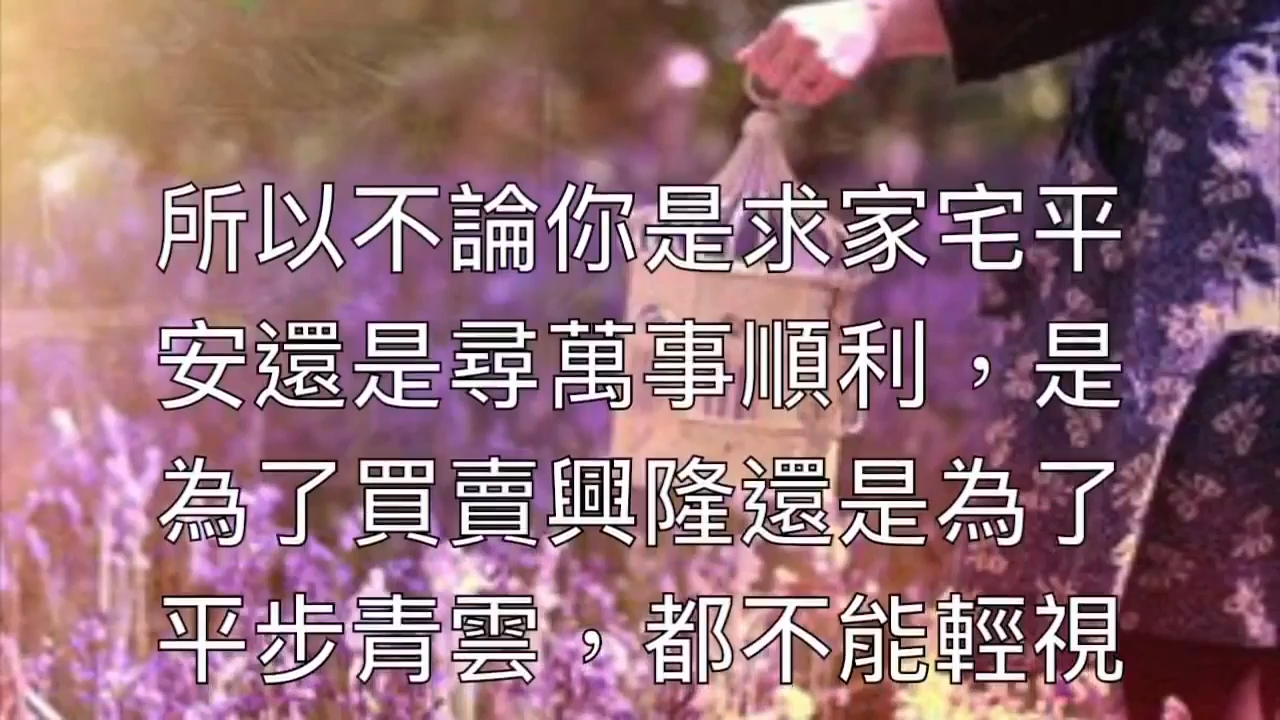 所以不論你是求家宅平
安還是尋萬事順利，是
為了買賣興隆還是為了
平步青雲，都不能輕視